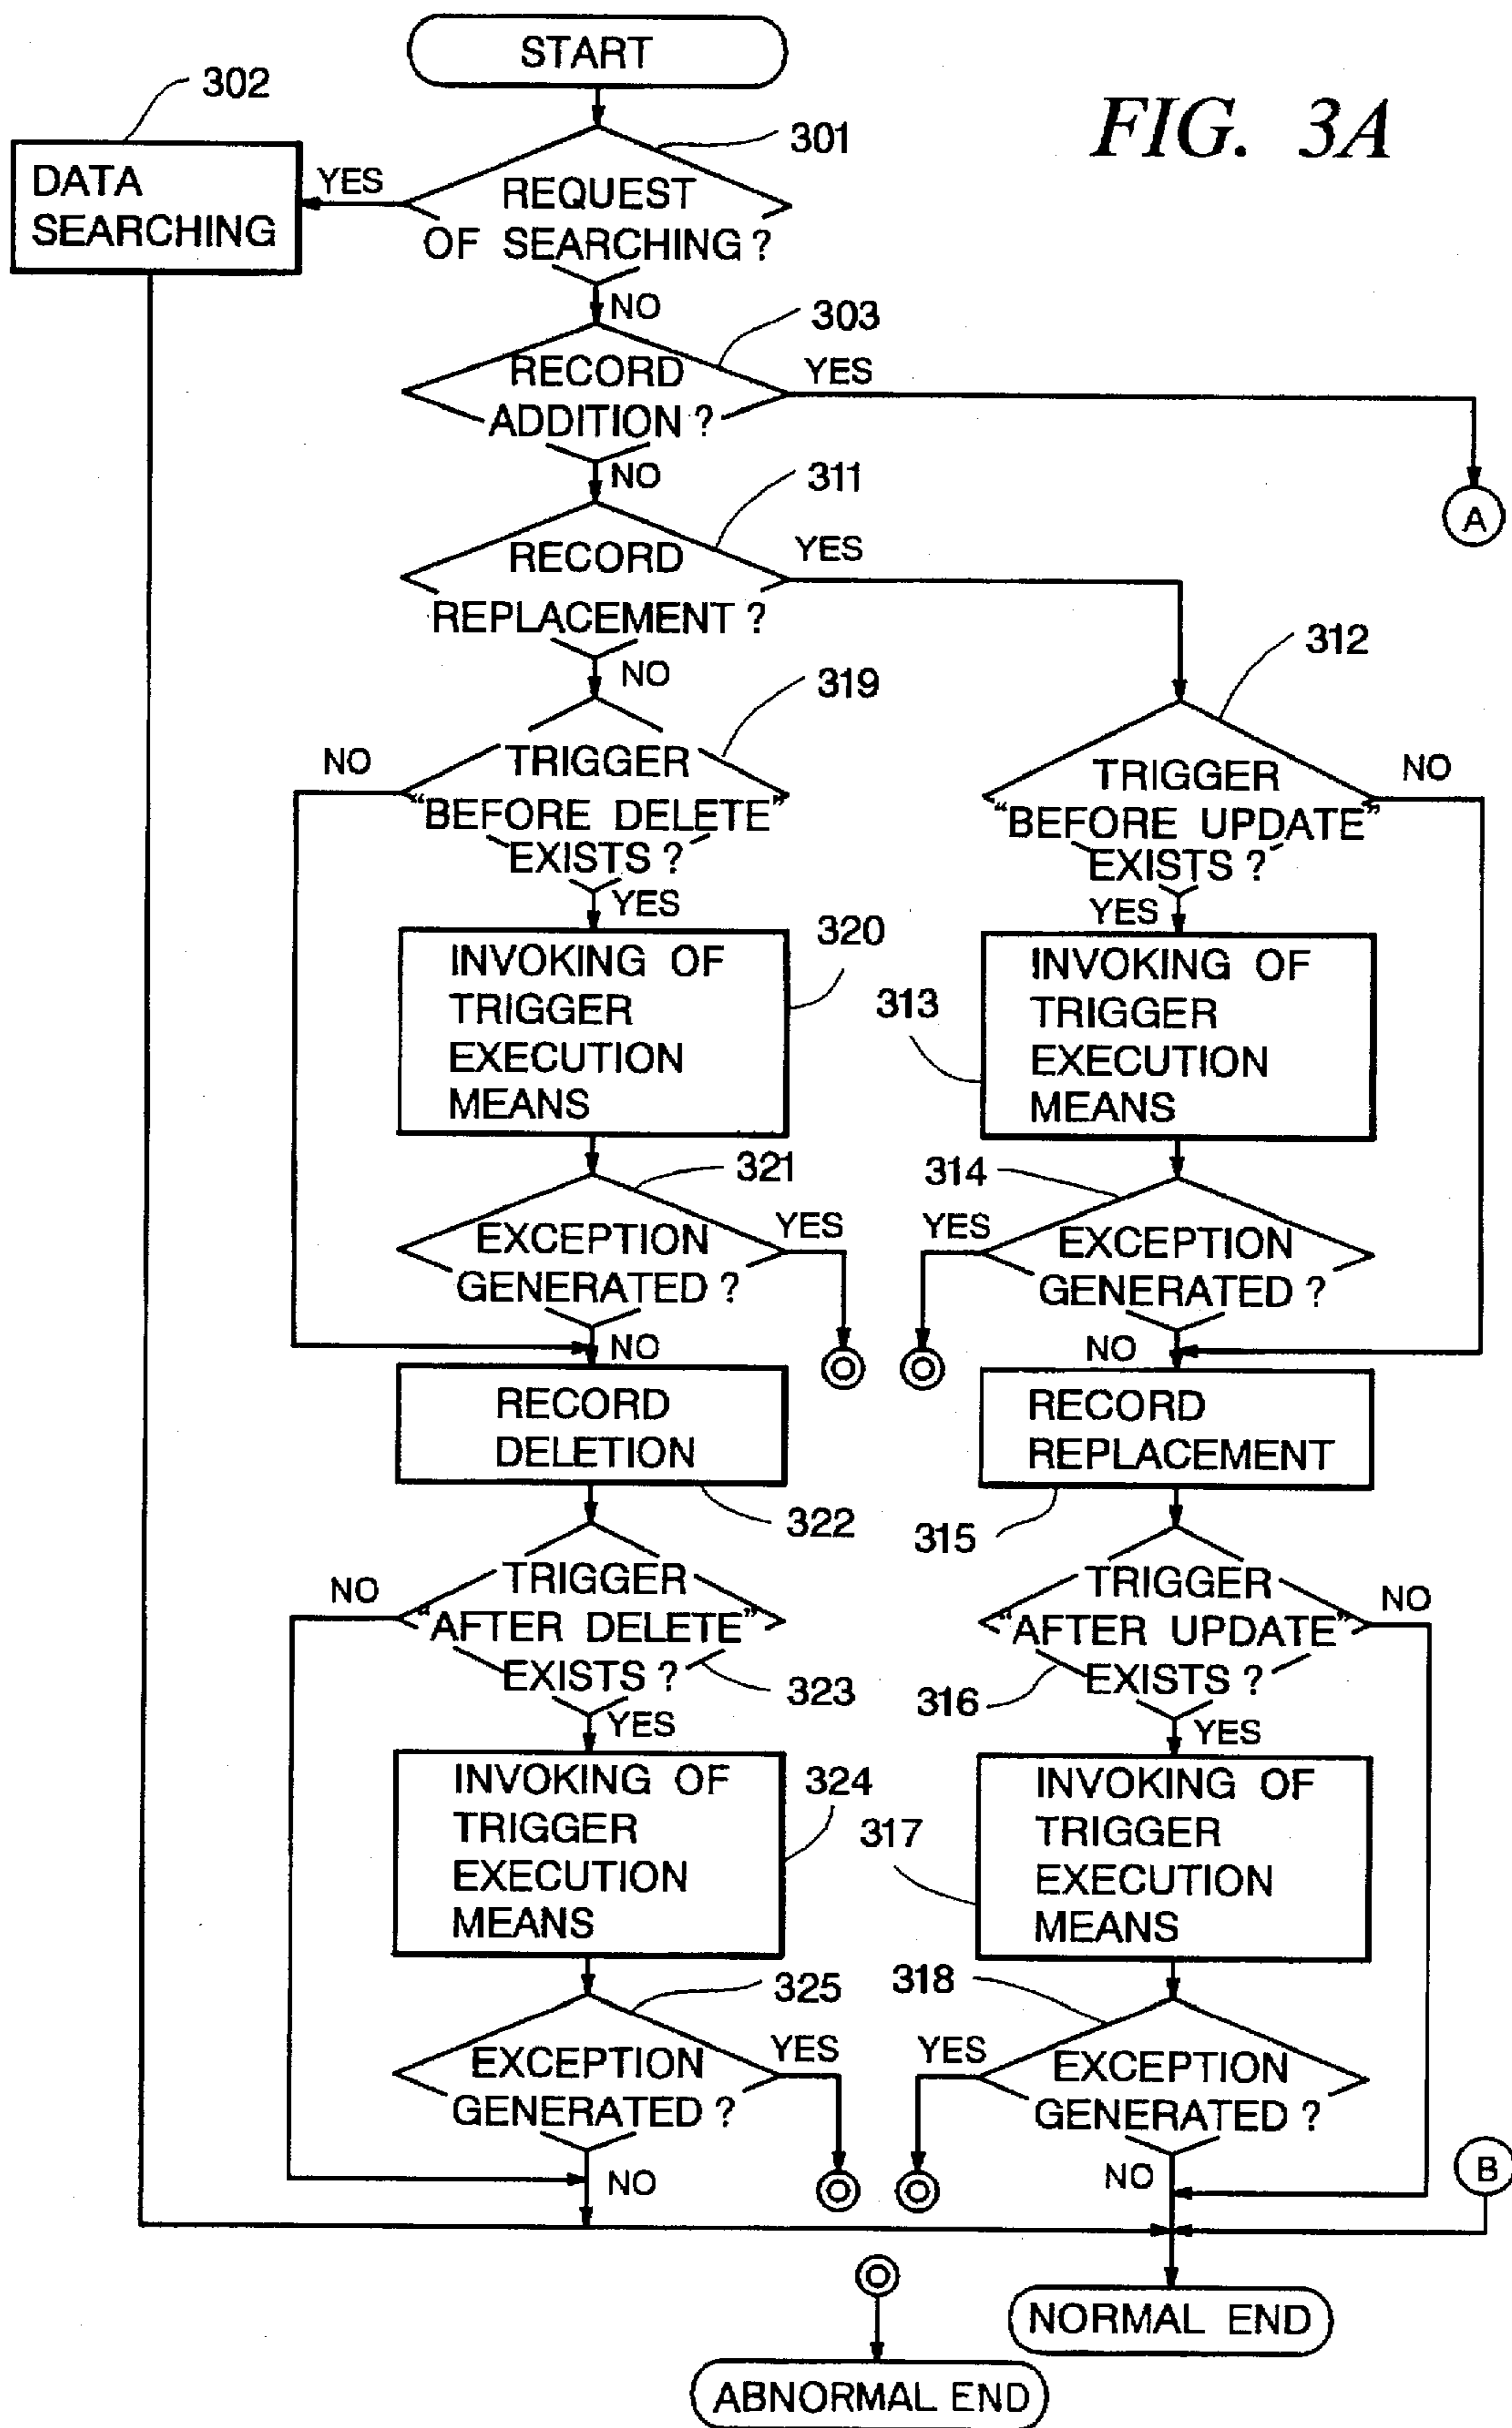 START
FIG. 3A
302
301
DATA
SEARCHING
YES
REQUEST
OF SEARCHING ?
NO
303
RECORD
ADDITION ?
YES
A
NO
311
RECORD
REPLACEMENT ?
YES
NO
319
312
NO
TRIGGER
"BEFORE DELETE"
EXISTS ?
YES
TRIGGER
"BEFORE UPDATE"
EXISTS ?
NO
YES
INVOKING OF
TRIGGER
EXECUTION
MEANS
320
313
INVOKING OF
TRIGGER
EXECUTION
MEANS
321
314
EXCEPTION
GENERATED ?
YES
NO
YES
EXCEPTION
GENERATED ?
NO
RECORD
DELETION
322
RECORD
REPLACEMENT
315
NO
TRIGGER
"AFTER DELETE"
EXISTS ?
323
YES
TRIGGER
"AFTER UPDATE"
EXISTS ?
316
NO
YES
INVOKING OF
TRIGGER
EXECUTION
MEANS
324
317
INVOKING OF
TRIGGER
EXECUTION
MEANS
325
318
EXCEPTION
GENERATED ?
YES
NO
YES
EXCEPTION
GENERATED ?
NO
B
NORMAL END
ABNORMAL END